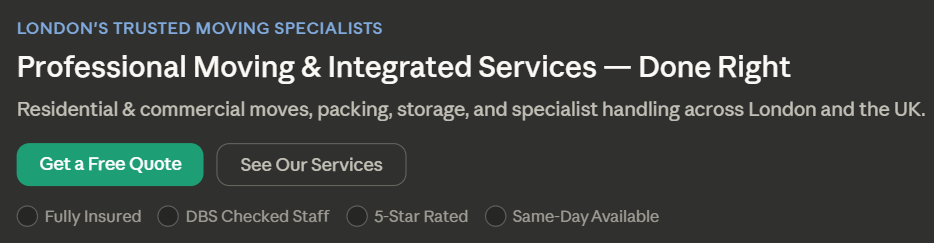 LONDON'S TRUSTED MOVING SPECIALISTS
Professional Moving & Integrated Services — Done Right
Residential & commercial moves, packing, storage, and specialist handling across London and the UK.
Get a Free Quote See Our Services
Fully Insured DBS Checked Staff 5-Star Rated Same-Day Available